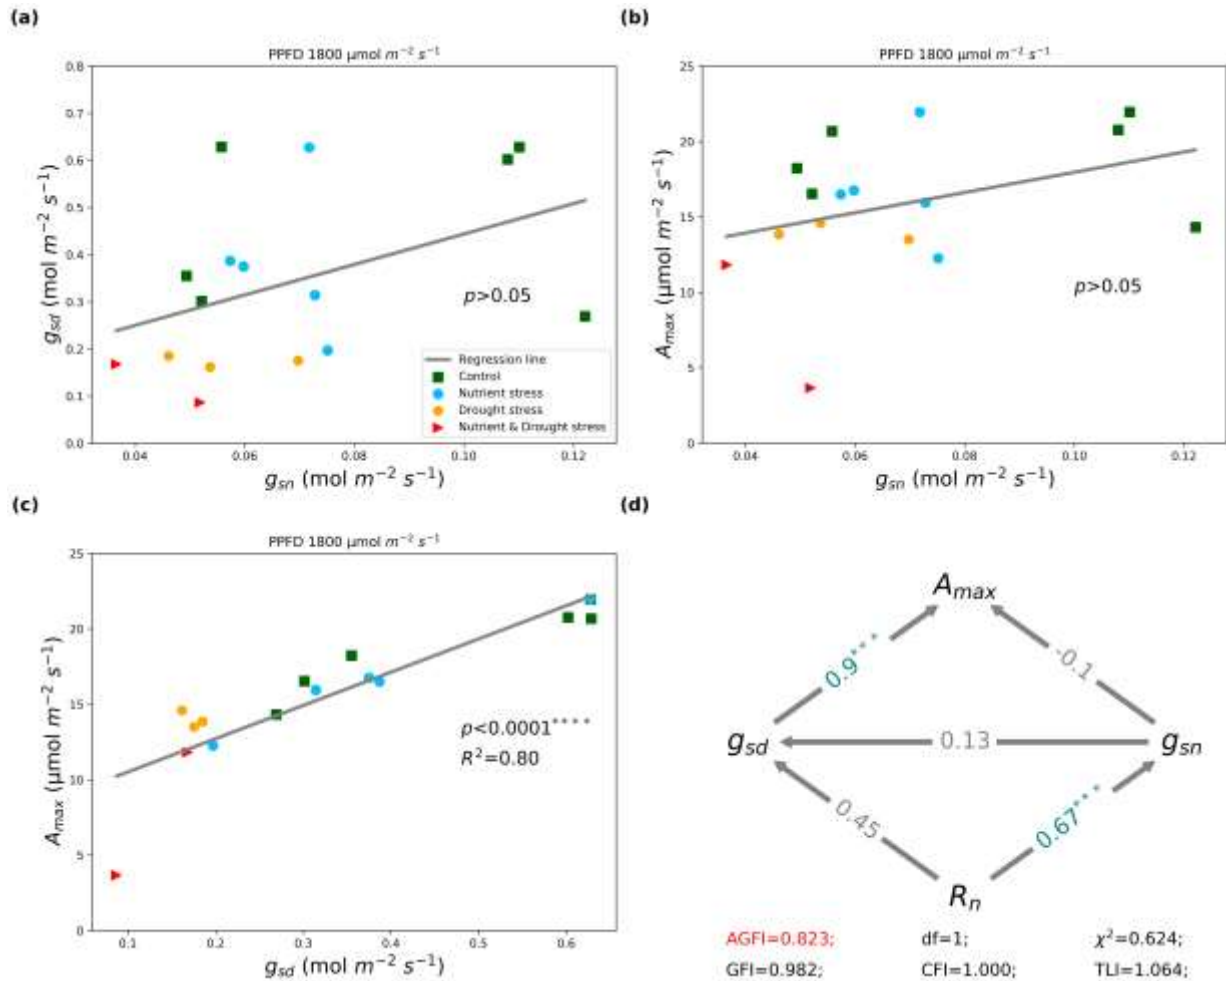 (a)
PPFD 1800 μmol m⁻² s⁻¹
0.8
0.7
0.6
0.5
0.4
0.3
0.2
0.1
0.0
g_sd (mol m⁻² s⁻¹)
p>0.05
Regression line
Control
Nutrient stress
Drought stress
Nutrient & Drought stress
0.04 0.06 0.08 0.10 0.12
g_sn (mol m⁻² s⁻¹)
(b)
PPFD 1800 μmol m⁻² s⁻¹
25
20
15
10
5
0
A_max (μmol m⁻² s⁻¹)
p>0.05
0.04 0.06 0.08 0.10 0.12
g_sn (mol m⁻² s⁻¹)
(c)
PPFD 1800 μmol m⁻² s⁻¹
25
20
15
10
5
0
A_max (μmol m⁻² s⁻¹)
p<0.0001****
R²=0.80
0.1 0.2 0.3 0.4 0.5 0.6
g_sd (mol m⁻² s⁻¹)
(d)
A_max
0.9****
-0.1
g_sd
0.13
g_sn
0.45
0.67***
R_n
AGFI=0.823; df=1; χ²=0.624;
GFI=0.982; CFI=1.000; TLI=1.064;